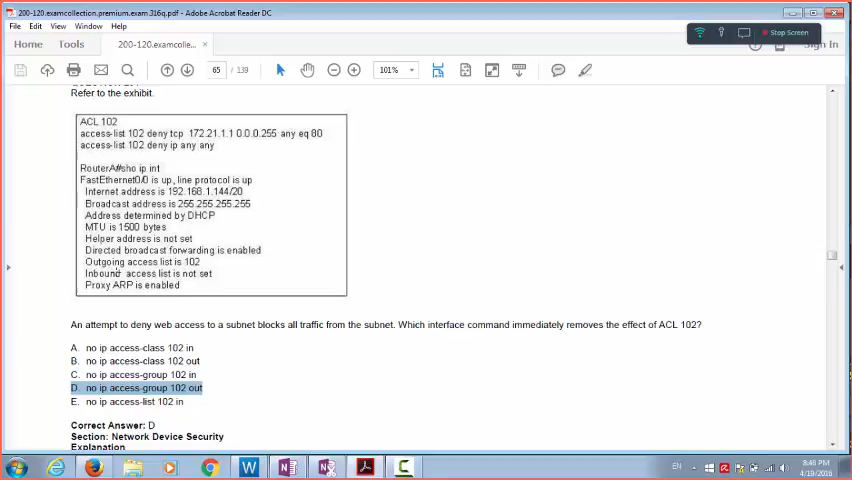 200-120.examcollection.premium.exam.316q.pdf - Adobe Acrobat Reader DC
File Edit View Window Help
Home Tools 200-120.examcolle... × Stop Screen Sign In
65 / 139 101%
Refer to the exhibit.
ACL 102
access-list 102 deny tcp 172.21.1.1 0.0.0.255 any eq 80
access-list 102 deny ip any any
RouterA#sho ip int
FastEthernet0/0 is up, line protocol is up
Internet address is 192.168.1.144/20
Broadcast address is 255.255.255.255
Address determined by DHCP
MTU is 1500 bytes
Helper address is not set
Directed broadcast forwarding is enabled
Outgoing access list is 102
Inbound access list is not set
Proxy ARP is enabled
An attempt to deny web access to a subnet blocks all traffic from the subnet. Which interface command immediately removes the effect of ACL 102?
A. no ip access-class 102 in
B. no ip access-class 102 out
C. no ip access-group 102 in
D. no ip access-group 102 out
E. no ip access-list 102 in
Correct Answer: D
Section: Network Device Security
Explanation
EN 8:48 PM
4/19/2016